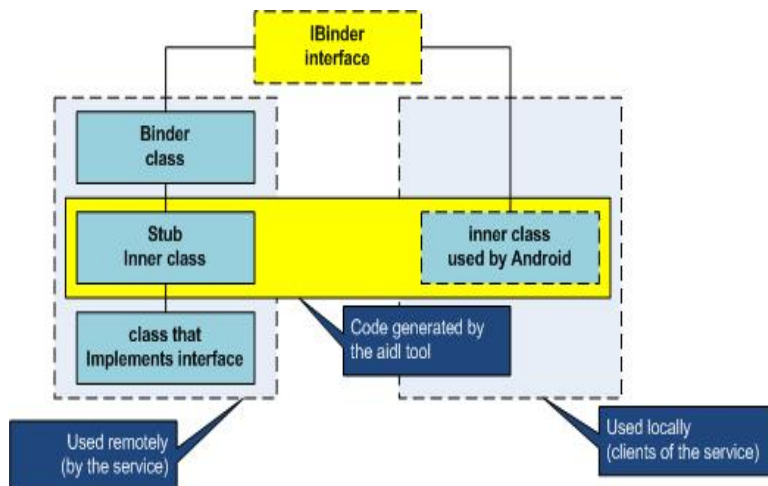 IBinder
interface
Binder
class
Stub
Inner class
inner class
used by Android
class that
Implements interface
Code generated by
the aidl tool
Used remotely
(by the service)
Used locally
(clients of the service)